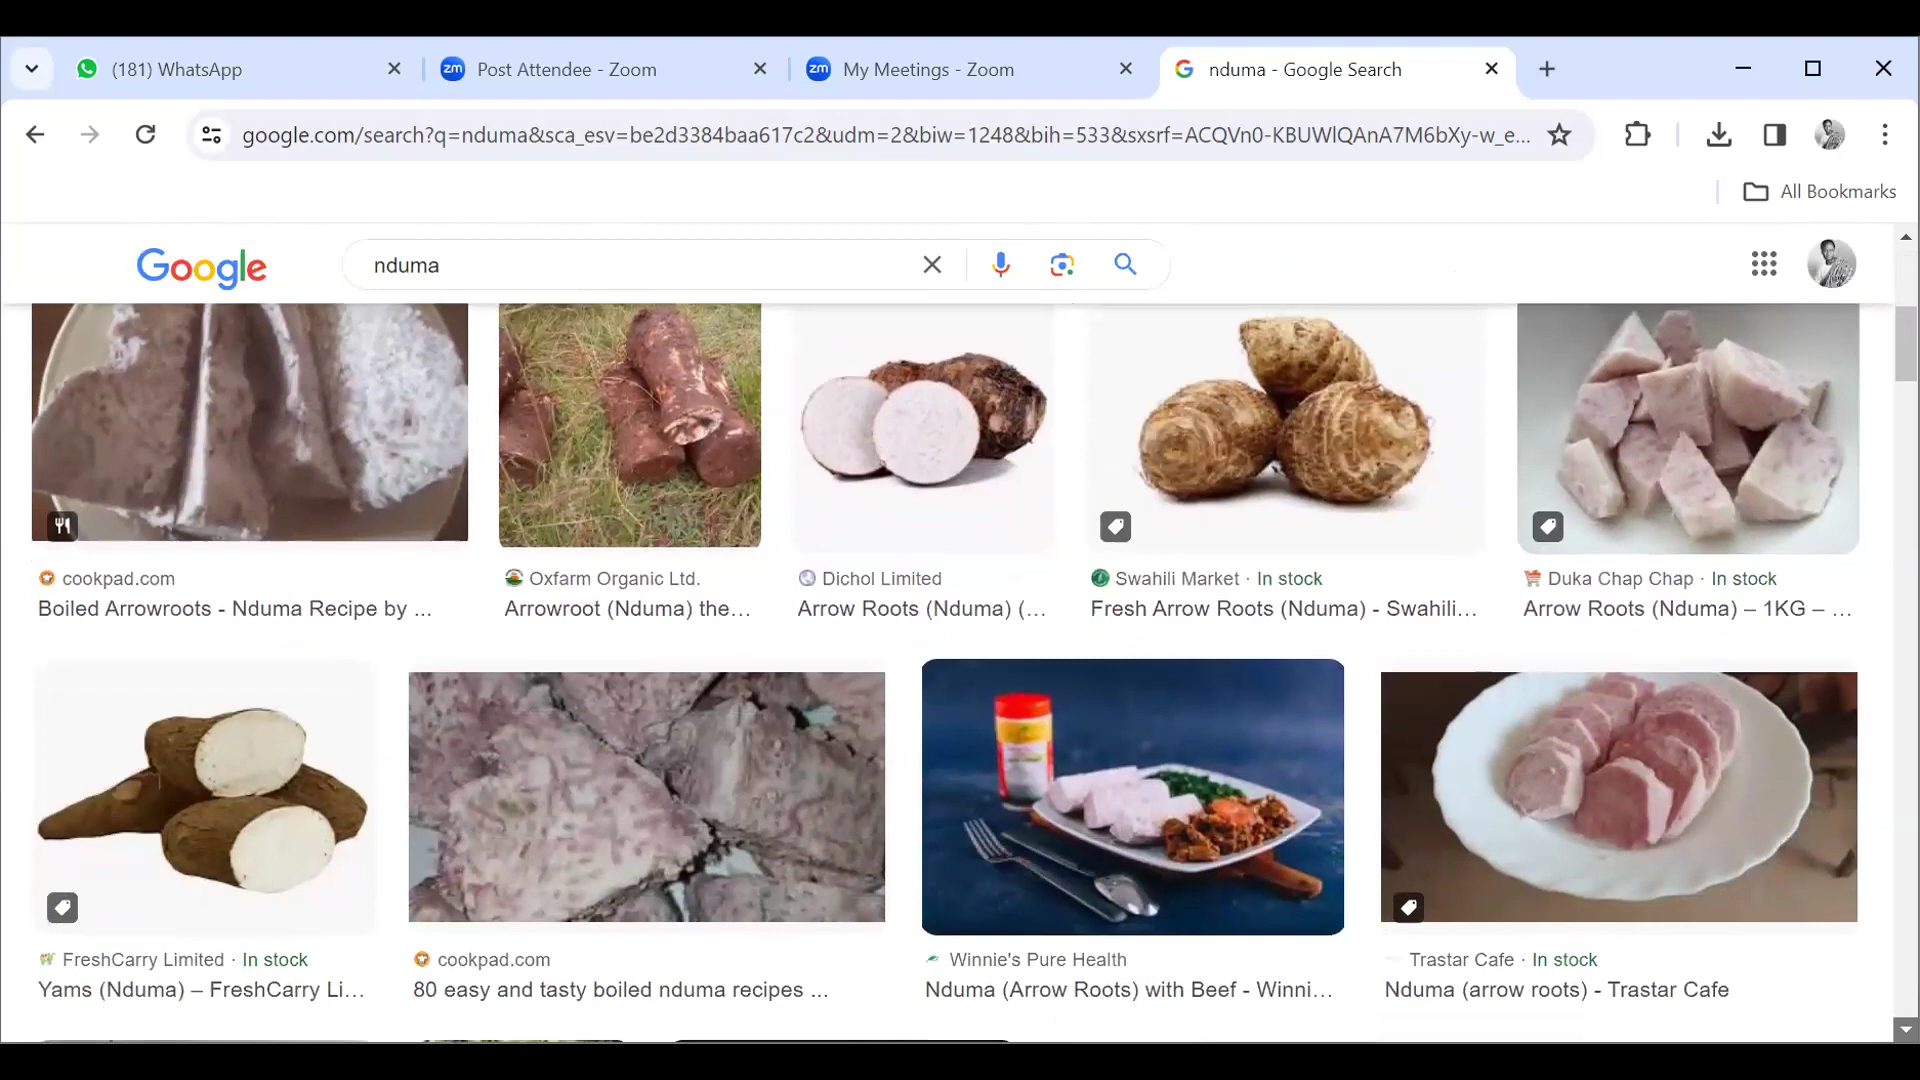 (181) WhatsApp
Post Attendee - Zoom
My Meetings - Zoom
nduma - Google Search
google.com/search?q=nduma&sca_esv=be2d3384baa617c2&udm=2&biw=1248&bih=533&sxsrf=ACQVn0-KBUWlQAnA7M6bXy-w_e...
All Bookmarks
Google
nduma
cookpad.com
Boiled Arrowroots - Nduma Recipe by ...
Oxfarm Organic Ltd.
Arrowroot (Nduma) the...
Dichol Limited
Arrow Roots (Nduma) (...
Swahili Market · In stock
Fresh Arrow Roots (Nduma) - Swahili...
Duka Chap Chap · In stock
Arrow Roots (Nduma) – 1KG – ...
FreshCarry Limited · In stock
Yams (Nduma) – FreshCarry Li...
cookpad.com
80 easy and tasty boiled nduma recipes ...
Winnie's Pure Health
Nduma (Arrow Roots) with Beef - Winni...
Trastar Cafe · In stock
Nduma (arrow roots) - Trastar Cafe